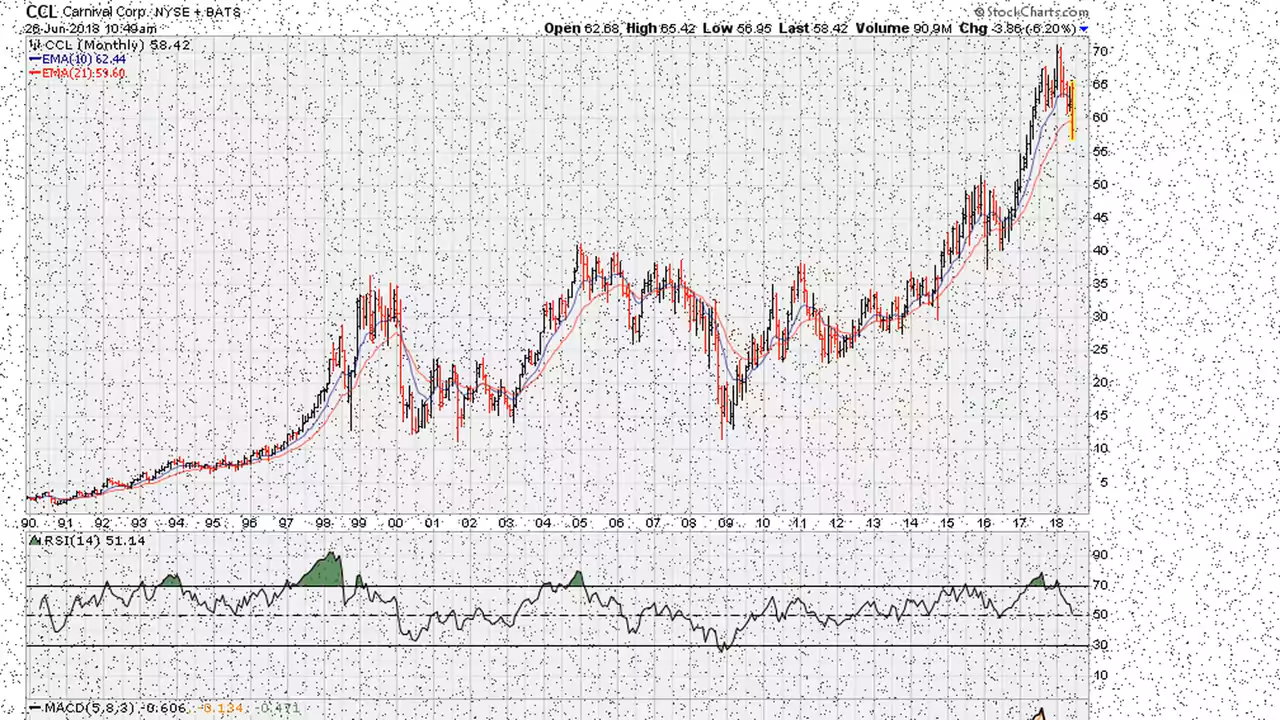 CCL Carnival Corp. NYSE + BATS
© StockCharts.com
26-Jun-2018 10:49am
Open 62.68 High 65.42 Low 56.95 Last 58.42 Volume 90.9M Chg -3.86 (-6.20%)
CCL (Monthly) 58.42
EMA(10) 62.44
EMA(21) 59.60
70
65
60
55
50
45
40
35
30
25
20
15
10
5
90 91 92 93 94 95 96 97 98 99 00 01 02 03 04 05 06 07 08 09 10 11 12 13 14 15 16 17 18
RSI(14) 51.14
90
70
50
30
10
MACD(5,8,3) -0.606, -0.134, -0.471